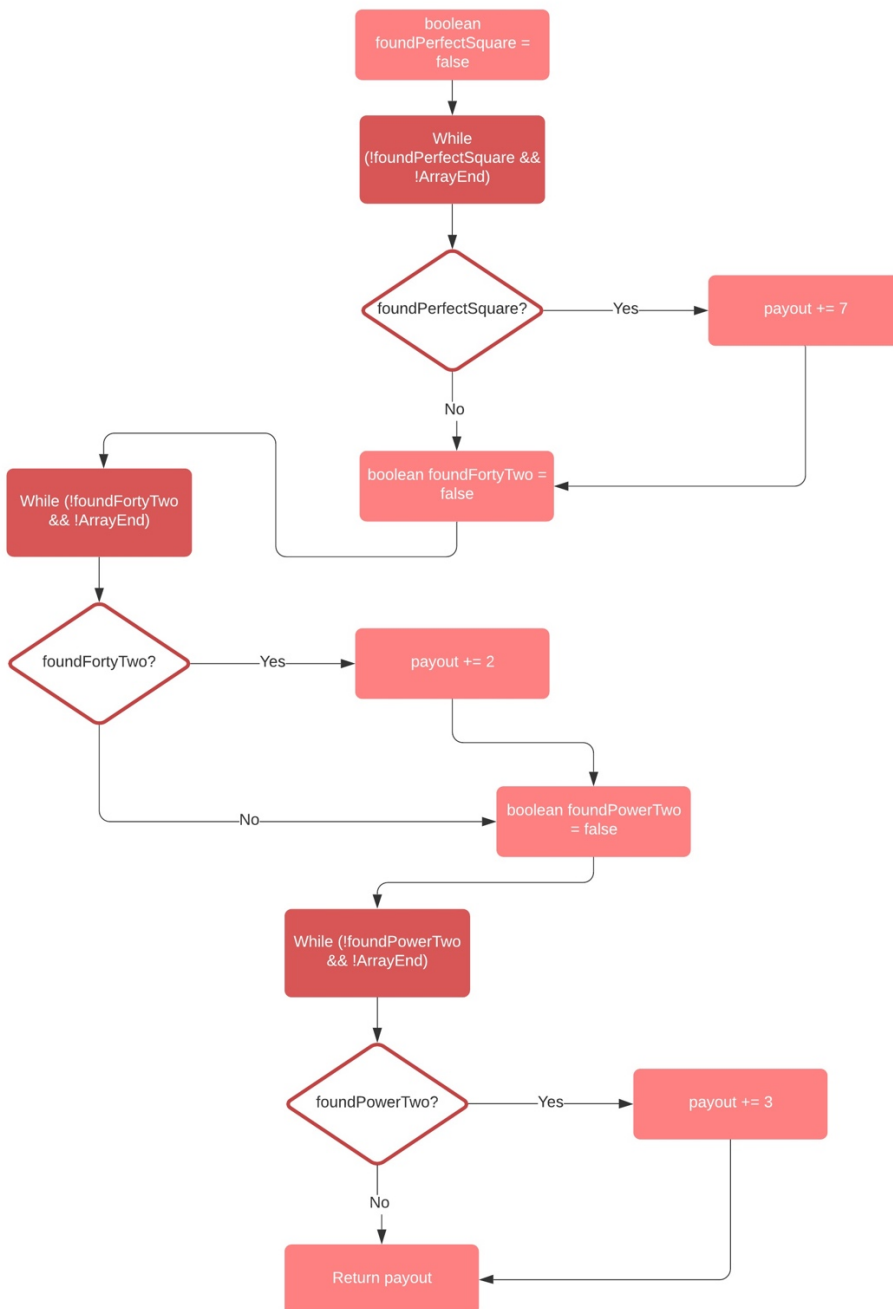 boolean
foundPerfectSquare =
false
While
(!foundPerfectSquare &&
!ArrayEnd)
foundPerfectSquare?
Yes
payout += 7
No
boolean foundFortyTwo =
false
While (!foundFortyTwo
&& !ArrayEnd)
foundFortyTwo?
Yes
payout += 2
No
boolean foundPowerTwo
= false
While (!foundPowerTwo
&& !ArrayEnd)
foundPowerTwo?
Yes
payout += 3
No
Return payout